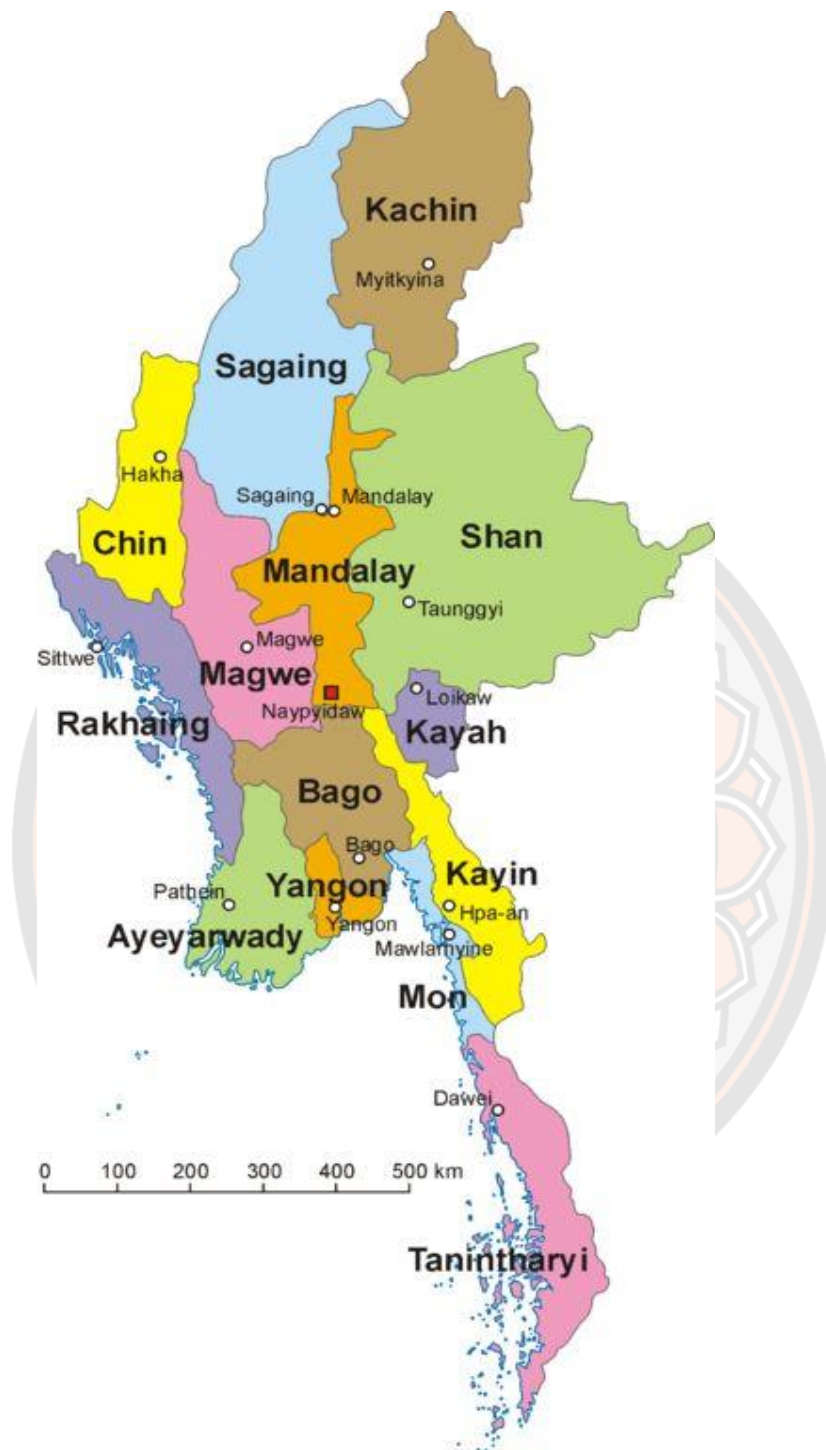 Kachin
Myitkyina
Sagaing
Hakha
Sagaing
Mandalay
Chin
Shan
Mandalay
Taunggyi
Sittwe
Magwe
Magwe
Loikaw
Rakhaing
Naypyidaw
Kayah
Bago
Bago
Kayin
Yangon
Pathein
Hpa-an
Yangon
Ayeyarwady
Mawlamyine
Mon
Dawei
0 100 200 300 400 500 km
Tanintharyi